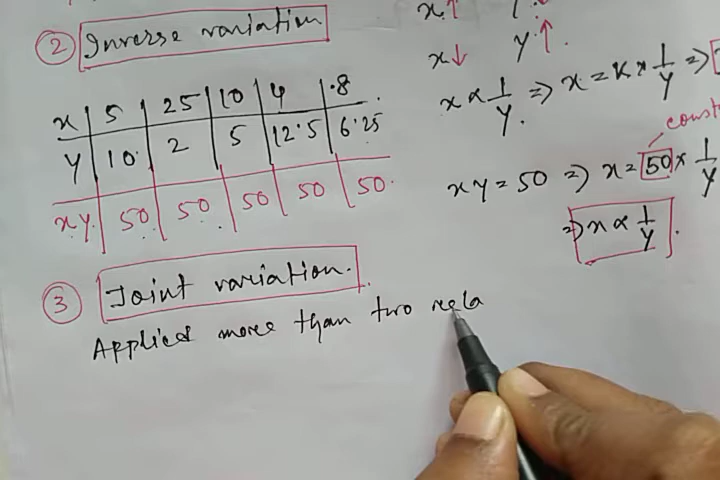 x↑
② Inverse variation
x↓ y↑.
x ∝ 1/y. ⇒ x = K × 1/y ⇒
x 5 25 10 4 .8
y 10. 2 5 12.5 6.25
xy. 50 50 50 50 50.
const
xy = 50 ⇒ x = 50 × 1/y
⇒ x ∝ 1/y.
③ Joint variation.
Applied more than two rela